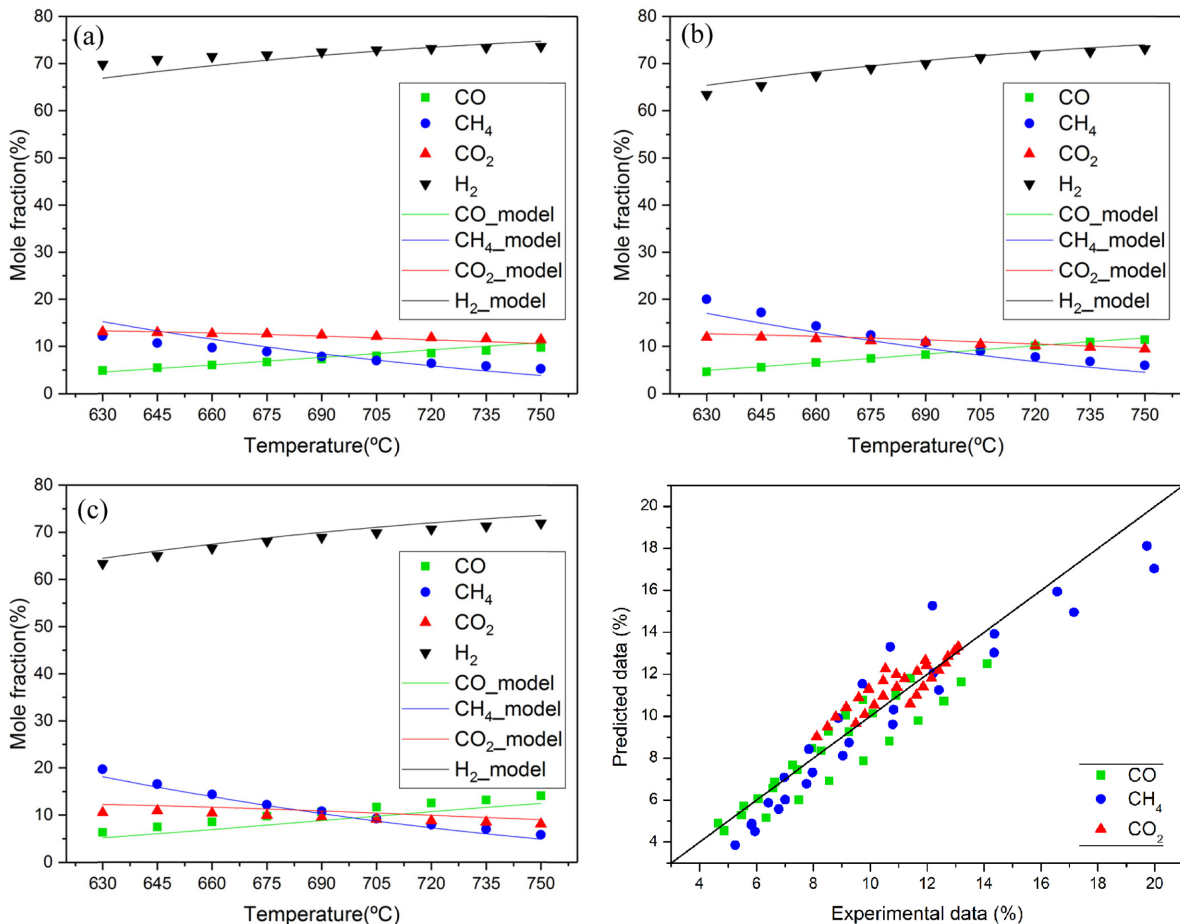 (a)
80
70
60
50
40
30
20
10
0
Mole fraction(%)
CO
CH4
CO2
H2
CO_model
CH4_model
CO2_model
H2_model
630 645 660 675 690 705 720 735 750
Temperature(ºC)
(b)
80
70
60
50
40
30
20
10
0
Mole fraction(%)
CO
CH4
CO2
H2
CO_model
CH4_model
CO2_model
H2_model
630 645 660 675 690 705 720 735 750
Temperature(ºC)
(c)
80
70
60
50
40
30
20
10
0
Mole fraction(%)
CO
CH4
CO2
H2
CO_model
CH4_model
CO2_model
H2_model
630 645 660 675 690 705 720 735 750
Temperature(ºC)
20
18
16
14
12
10
8
6
4
Predicted data (%)
CO
CH4
CO2
4 6 8 10 12 14 16 18 20
Experimental data (%)